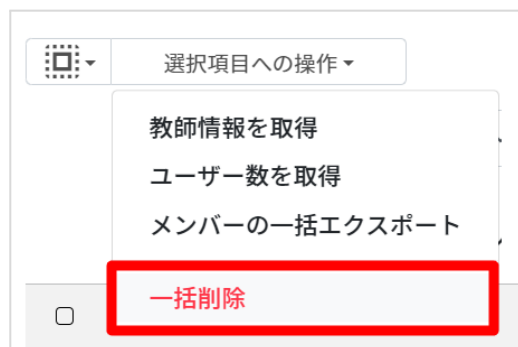 選択項目への操作
教師情報を取得
ユーザー数を取得
メンバーの一括エクスポート
一括削除